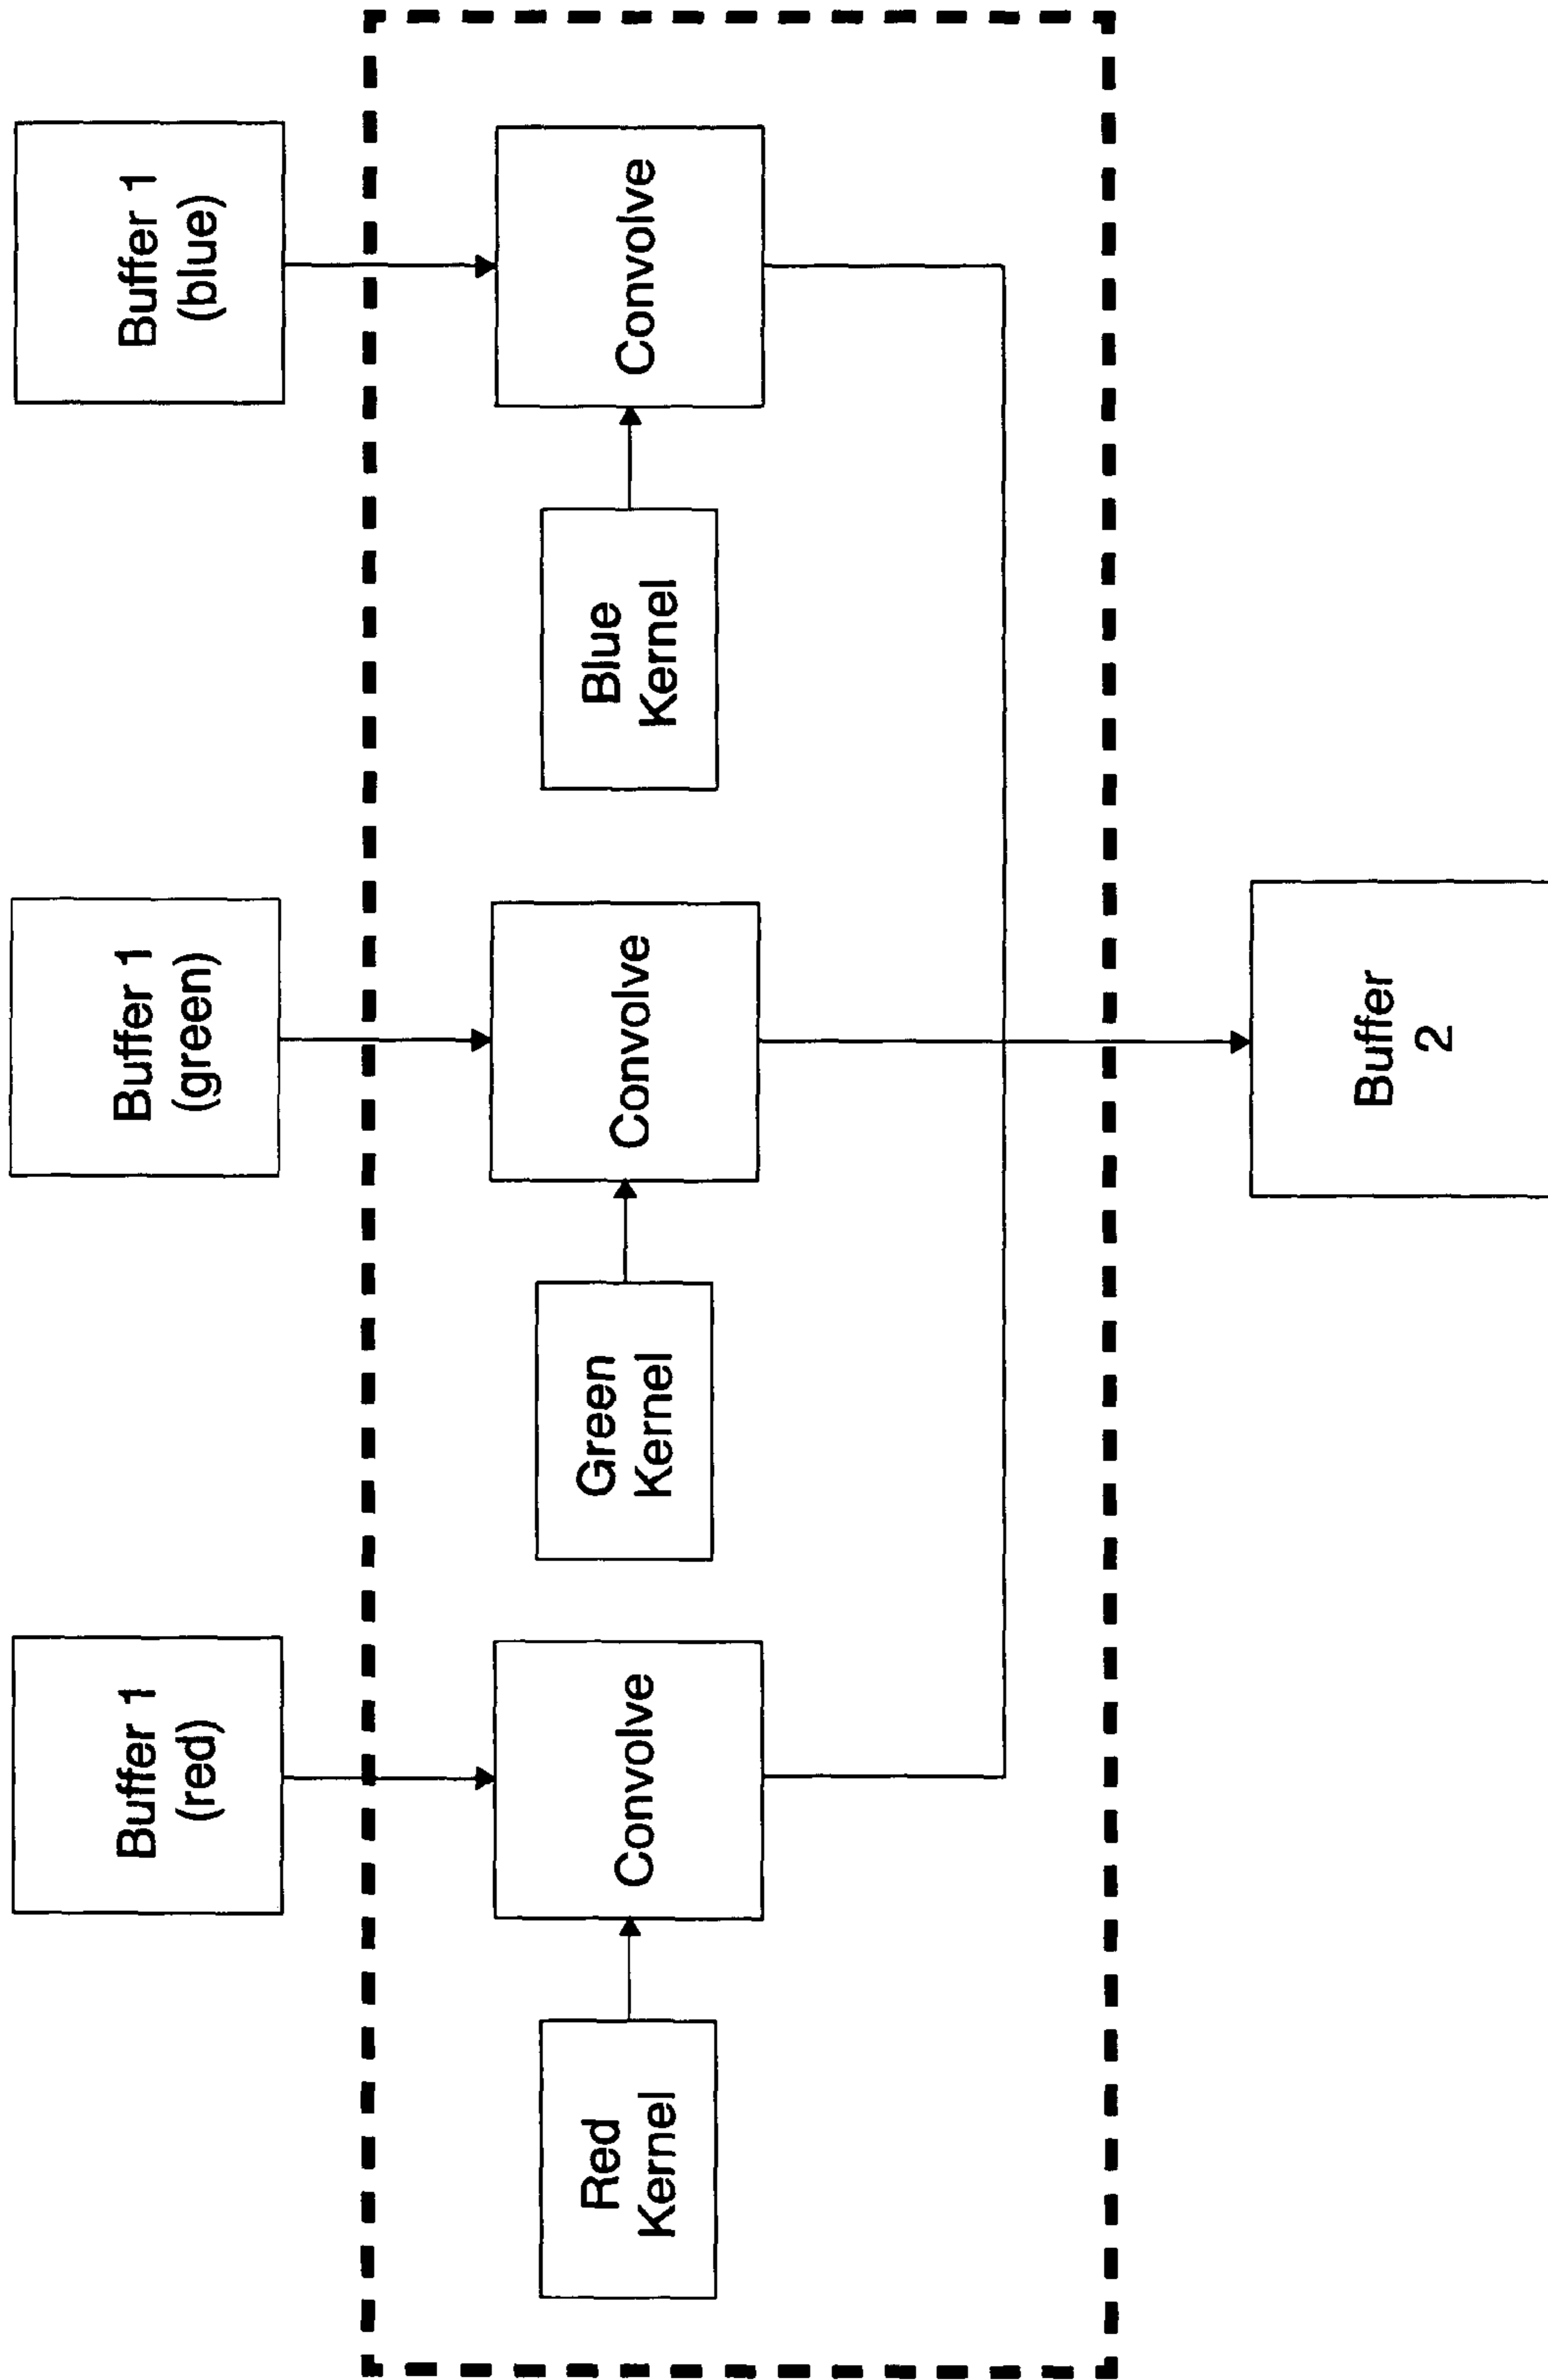 Buffer 1
(red)
Buffer 1
(green)
Buffer 1
(blue)
Red
Kernel
Convolve
Green
Kernel
Convolve
Blue
Kernel
Convolve
Buffer
2